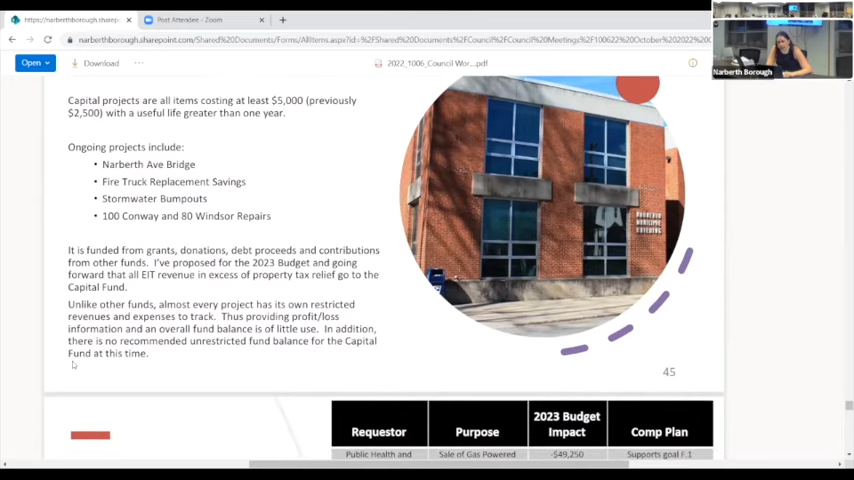 https://narberthborough.sharep
Post Attendee - Zoom
narberthborough.sharepoint.com/Shared%20Documents/Forms/AllItems.aspx?id=%2FShared%20Documents%2FCouncil%2FCouncil%20Meetings%2F100622%20October%202022%20C
Open
Download
2022_1006_Council Wor....pdf
Narberth Borough
Capital projects are all items costing at least $5,000 (previously
$2,500) with a useful life greater than one year.
Ongoing projects include:
• Narberth Ave Bridge
• Fire Truck Replacement Savings
• Stormwater Bumpouts
• 100 Conway and 80 Windsor Repairs
It is funded from grants, donations, debt proceeds and contributions
from other funds. I've proposed for the 2023 Budget and going
forward that all EIT revenue in excess of property tax relief go to the
Capital Fund.
Unlike other funds, almost every project has its own restricted
revenues and expenses to track. Thus providing profit/loss
information and an overall fund balance is of little use. In addition,
there is no recommended unrestricted fund balance for the Capital
Fund at this time.
BUILDING
45
Requestor
Purpose
2023 Budget
Impact
Comp Plan
Public Health and
Sale of Gas Powered
-$49,250
Supports goal F.1